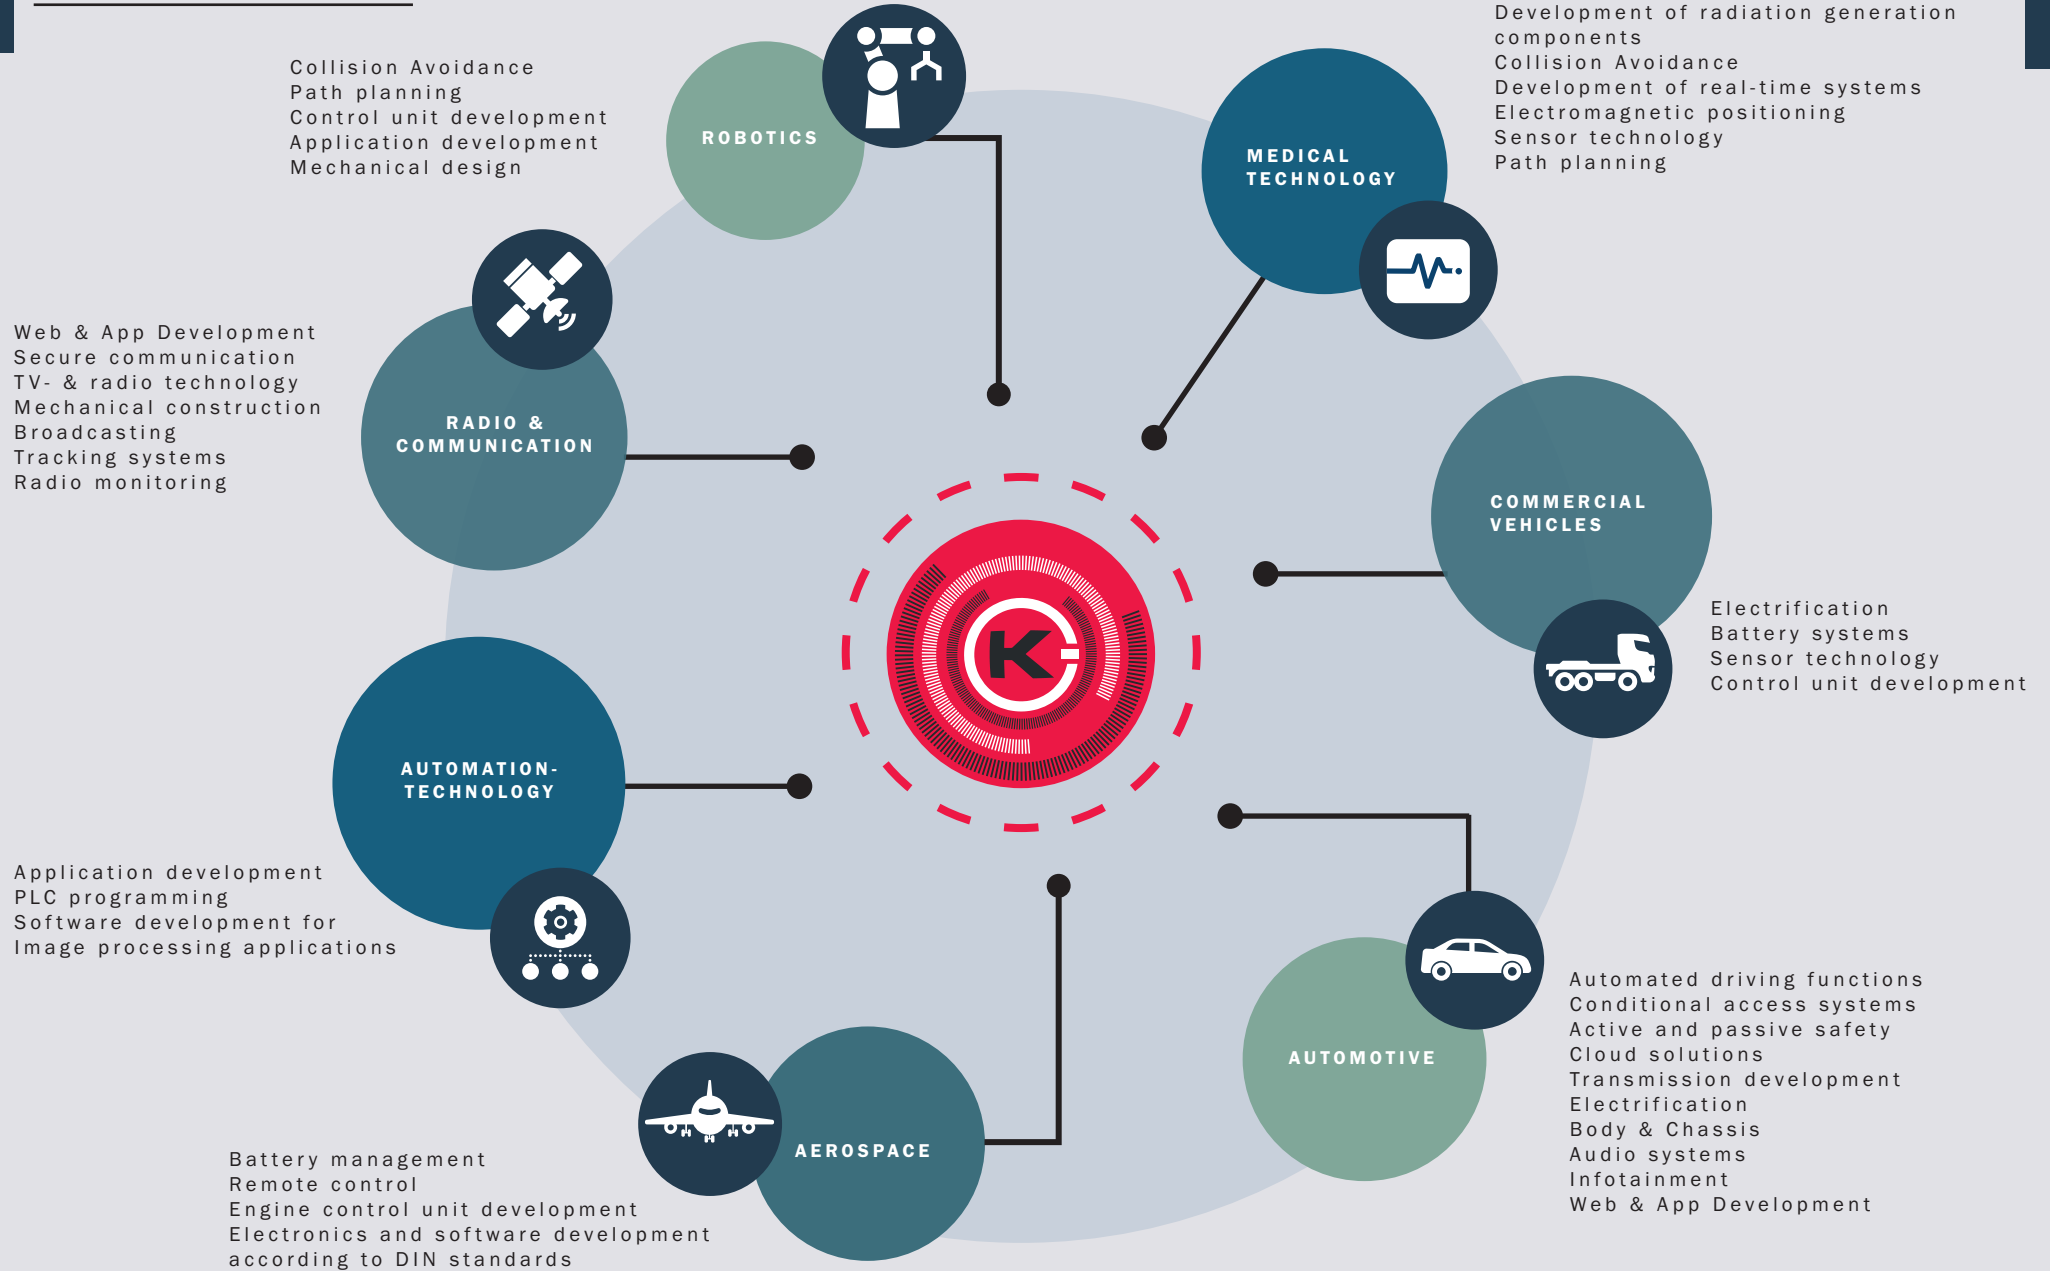 Collision Avoidance
Path planning
Control unit development
Application development
Mechanical design
ROBOTICS
Development of radiation generation
components
Collision Avoidance
Development of real-time systems
Electromagnetic positioning
Sensor technology
Path planning
MEDICAL
TECHNOLOGY
Web & App Development
Secure communication
TV- & radio technology
Mechanical construction
Broadcasting
Tracking systems
Radio monitoring
RADIO &
COMMUNICATION
COMMERCIAL
VEHICLES
Electrification
Battery systems
Sensor technology
Control unit development
K
AUTOMATION-
TECHNOLOGY
Application development
PLC programming
Software development for
Image processing applications
AUTOMOTIVE
Automated driving functions
Conditional access systems
Active and passive safety
Cloud solutions
Transmission development
Electrification
Body & Chassis
Audio systems
Infotainment
Web & App Development
AEROSPACE
Battery management
Remote control
Engine control unit development
Electronics and software development
according to DIN standards